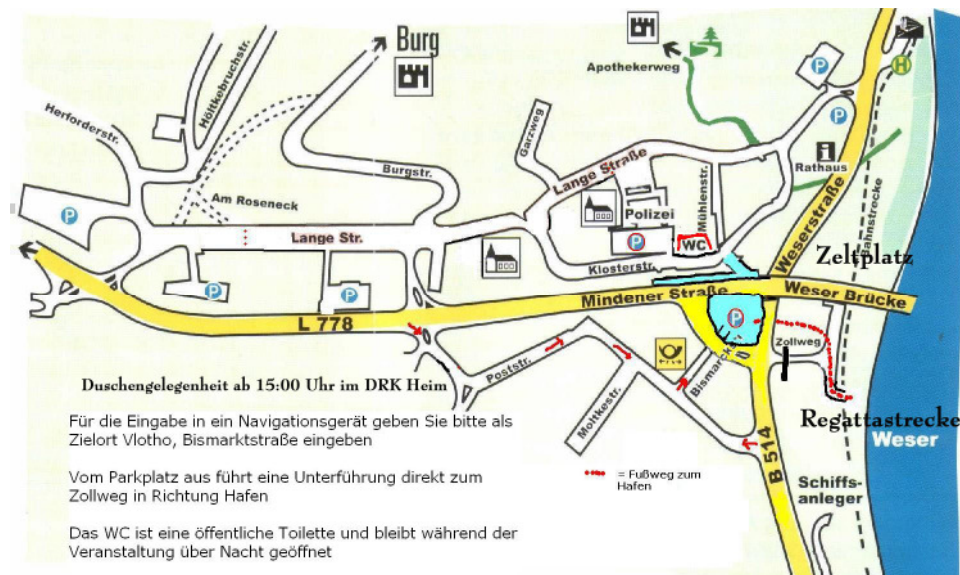 Burg
Apothekerweg
H
P
P
Höltkebruchstr.
Herforderstr.
Garzweg
Lange Straße
Burgstr.
i
Rathaus
Mühlenstr.
Am Roseneck
Polizei
P
P
Lange Str.
WC
Weserstraße
Bahnstrecke
Zeltplatz
Klosterstr.
P
P
Mindener Straße
Weser Brücke
L 778
P
Zollweg
Poststr.
Bismarckstr.
Duschengelegenheit ab 15:00 Uhr im DRK Heim
Moltkestr.
Regattastrecke
Weser
Für die Eingabe in ein Navigationsgerät geben Sie bitte als
Zielort Vlotho, Bismarktstraße eingeben
B 514
= Fußweg zum
Hafen
Vom Parkplatz aus führt eine Unterführung direkt zum
Zollweg in Richtung Hafen
Schiffs-
anleger
Das WC ist eine öffentliche Toilette und bleibt während der
Veranstaltung über Nacht geöffnet